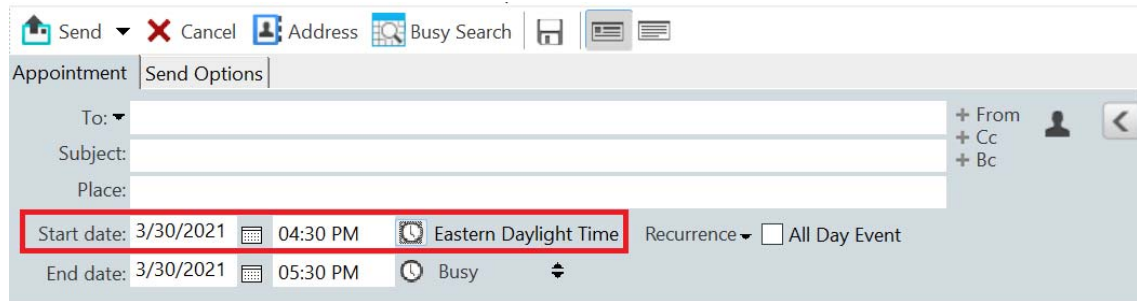 Send Cancel Address Busy Search
Appointment Send Options
To:
+ From
+ Cc
Subject:
+ Bc
Place:
Start date: 3/30/2021 04:30 PM Eastern Daylight Time Recurrence All Day Event
End date: 3/30/2021 05:30 PM Busy